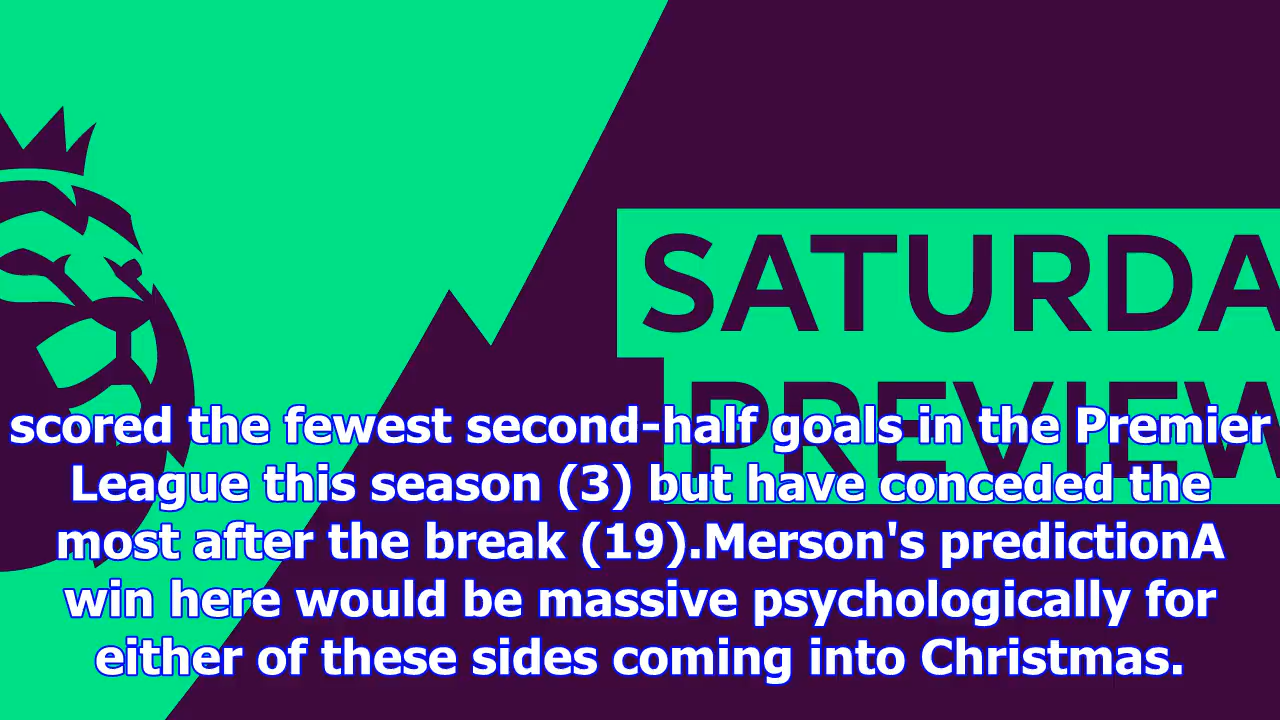 SATURDA
PREVIEW
scored the fewest second-half goals in the Premier
League this season (3) but have conceded the
most after the break (19).Merson's predictionA
win here would be massive psychologically for
either of these sides coming into Christmas.